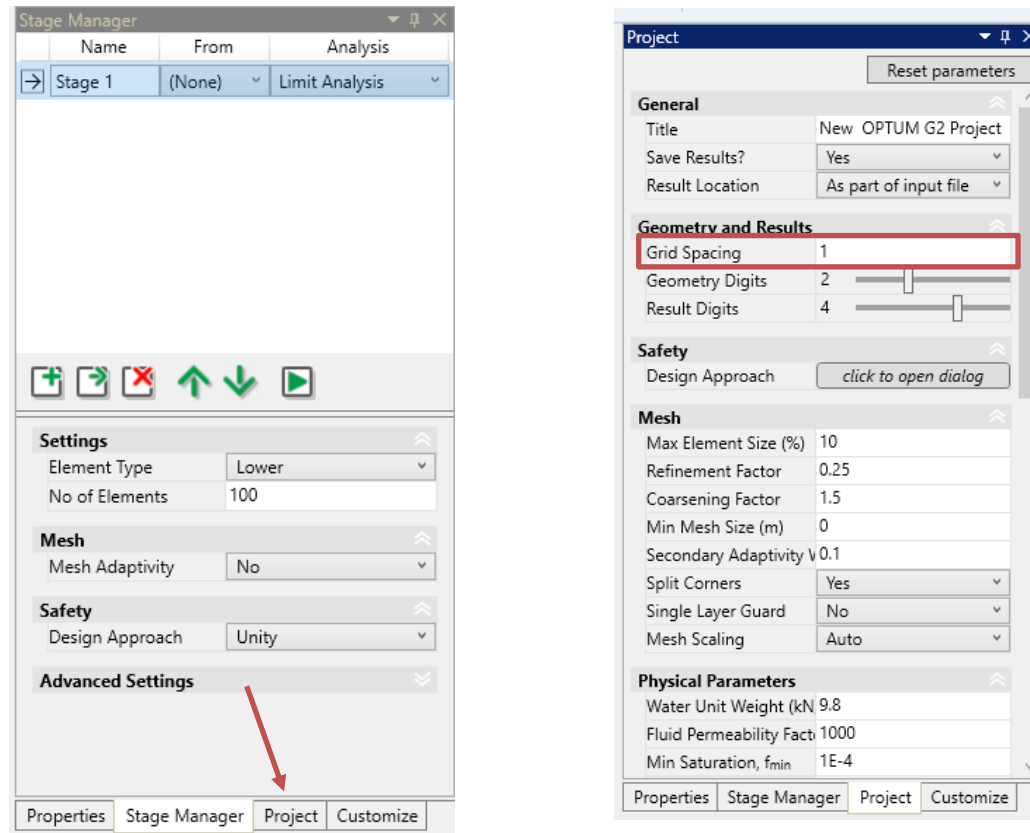 Stage Manager
Name From Analysis
Stage 1 (None) Limit Analysis
Settings
Element Type Lower
No of Elements 100
Mesh
Mesh Adaptivity No
Safety
Design Approach Unity
Advanced Settings
Properties Stage Manager Project Customize
Project
Reset parameters
General
Title New OPTUM G2 Project
Save Results? Yes
Result Location As part of input file
Geometry and Results
Grid Spacing 1
Geometry Digits 2
Result Digits 4
Safety
Design Approach click to open dialog
Mesh
Max Element Size (%) 10
Refinement Factor 0.25
Coarsening Factor 1.5
Min Mesh Size (m) 0
Secondary Adaptivity V 0.1
Split Corners Yes
Single Layer Guard No
Mesh Scaling Auto
Physical Parameters
Water Unit Weight (kN 9.8
Fluid Permeability Fact 1000
Min Saturation, fmin 1E-4
Properties Stage Manager Project Customize